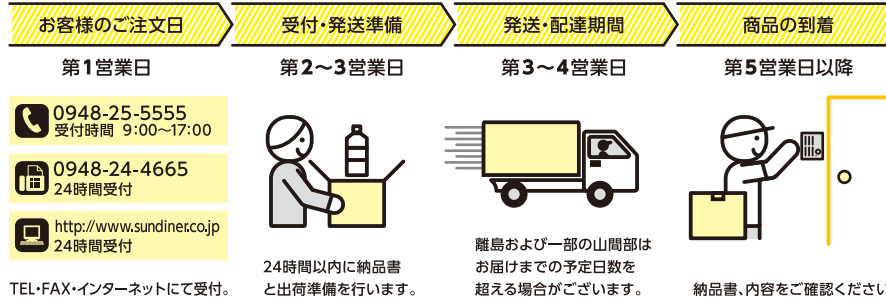 お客様のご注文日
第1営業日
0948-25-5555
受付時間 9:00〜17:00
0948-24-4665
24時間受付
http://www.sundiner.co.jp
24時間受付
TEL・FAX・インターネットにて受付。
受付・発送準備
第2〜3営業日
24時間以内に納品書
と出荷準備を行います。
発送・配達期間
第3〜4営業日
離島および一部の山間部は
お届けまでの予定日数を
超える場合がございます。
商品の到着
第5営業日以降
納品書、内容をご確認ください